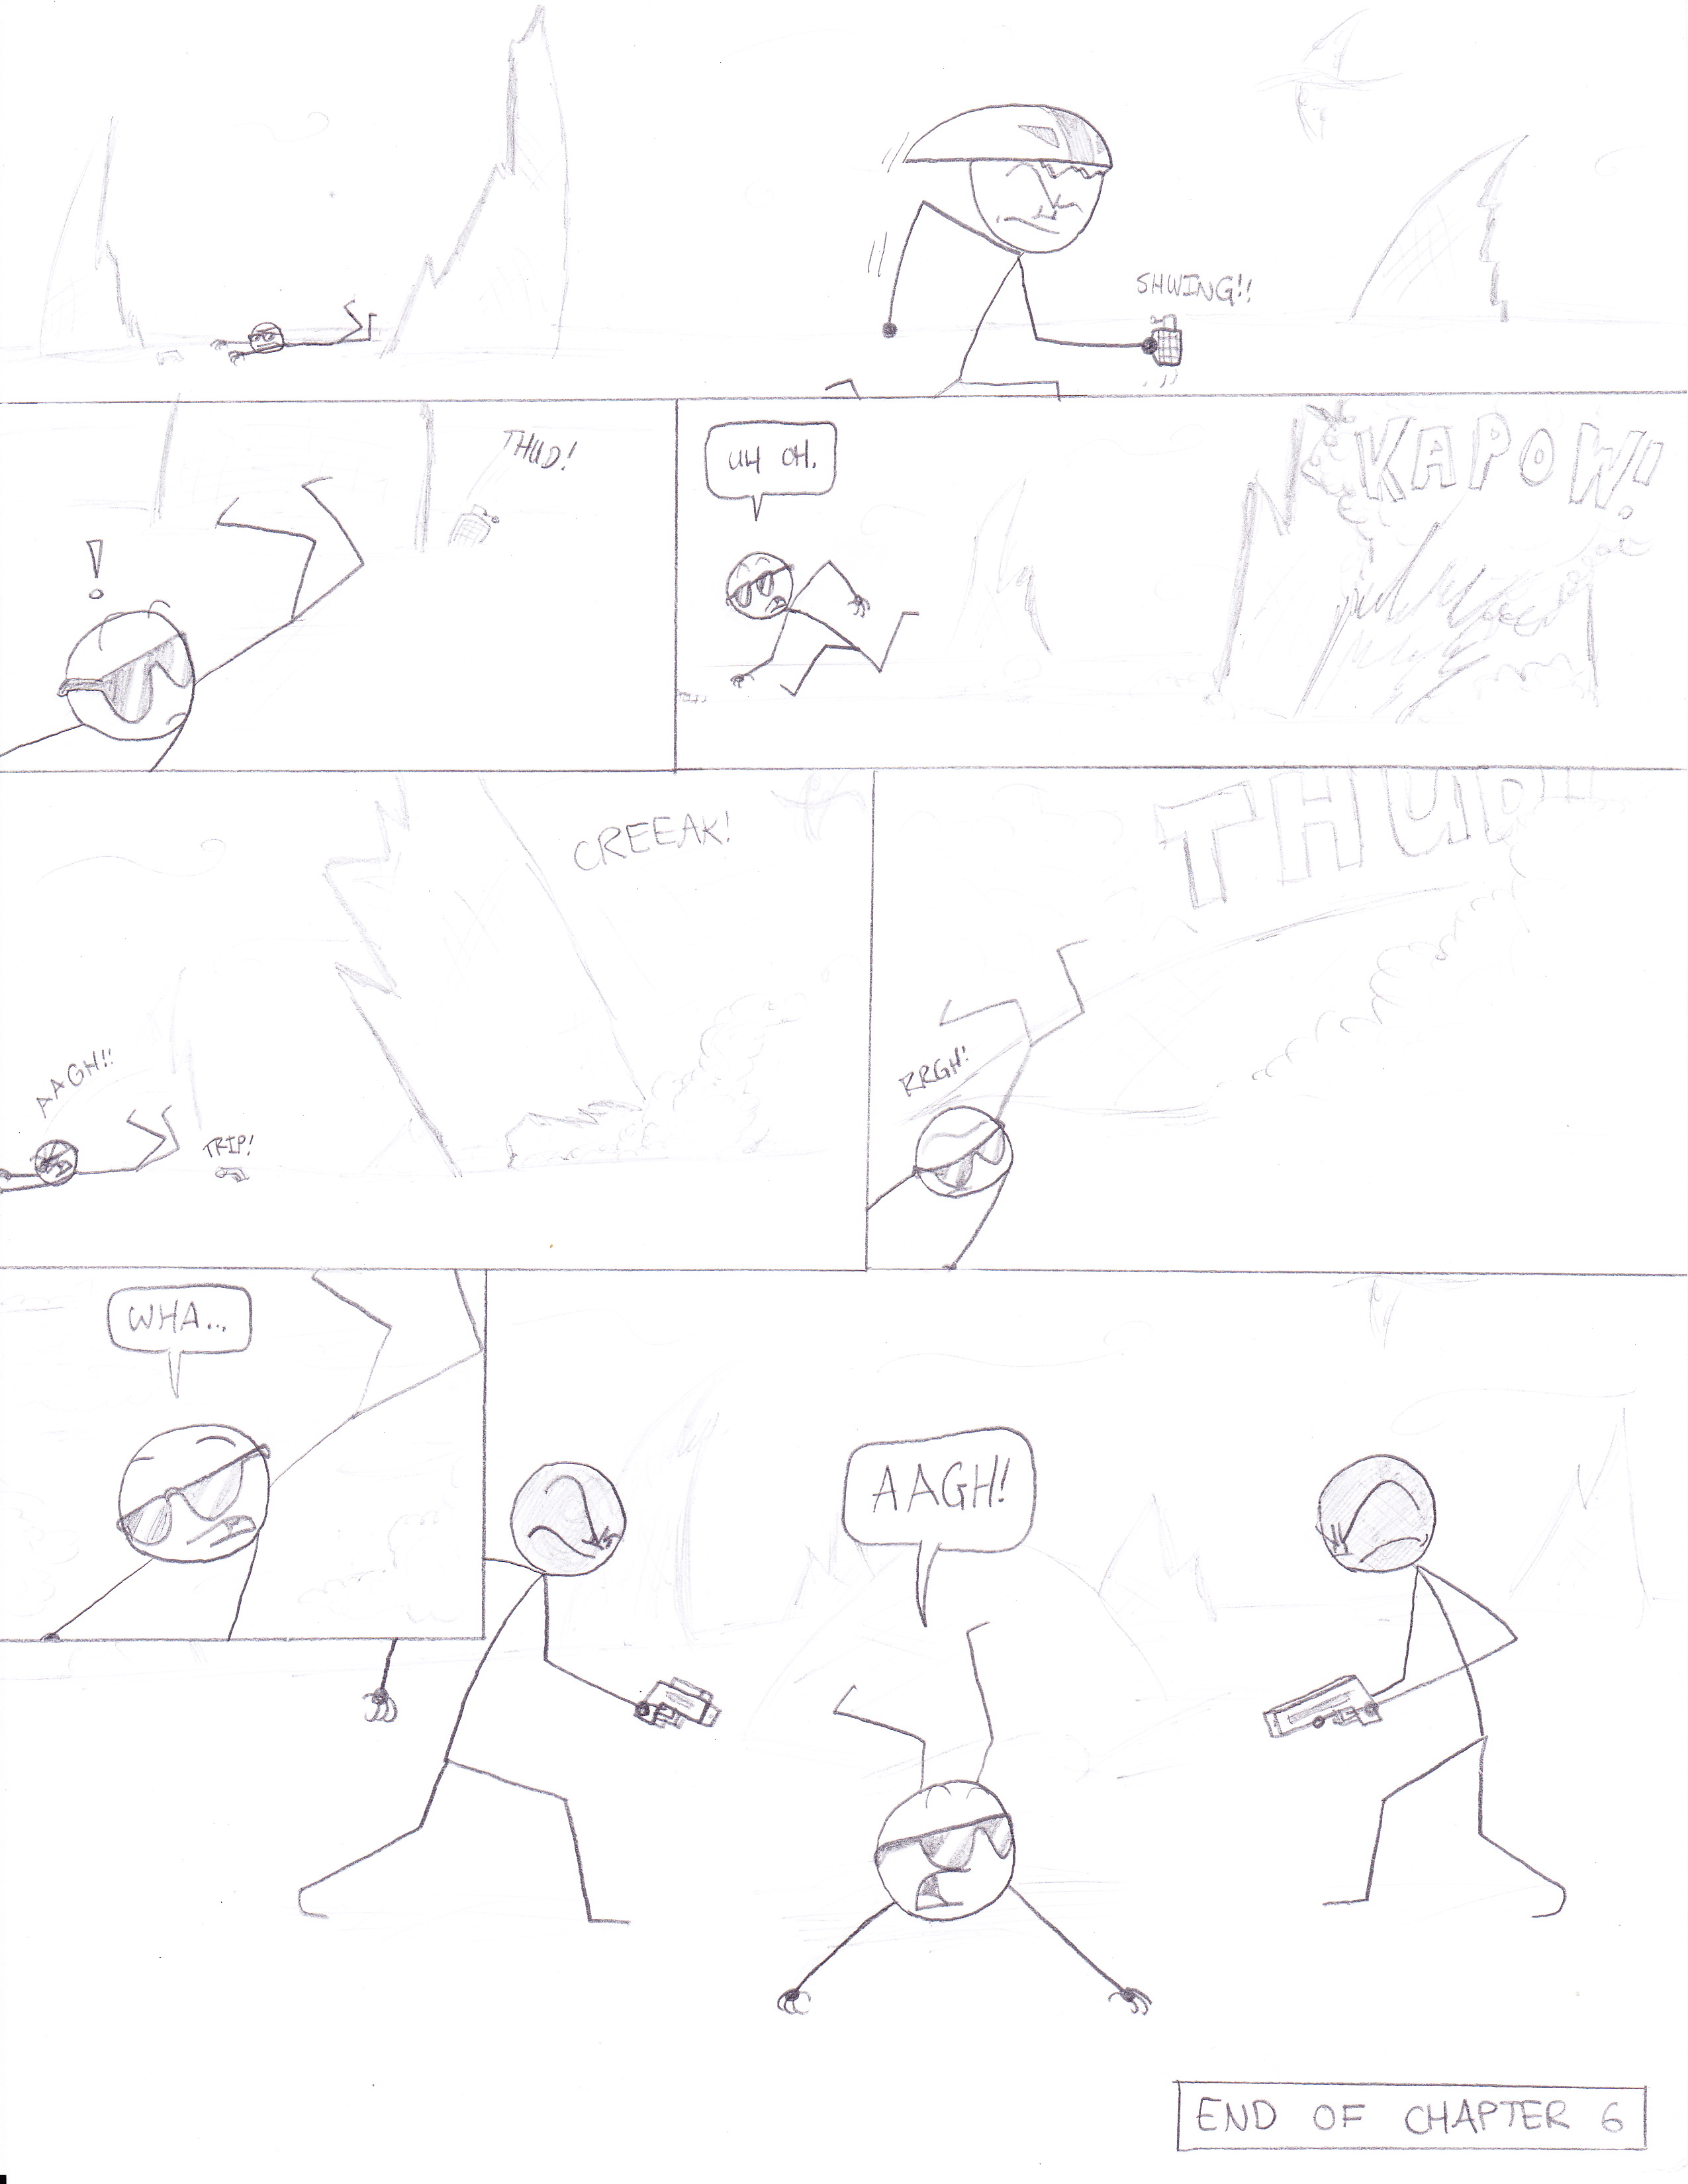 SHWING!!
THUD!
!
UH OH.
KAPOW!
CREEAK!
AAGH!!
TRIP!
THUD!!
RRGH!
WHA...
AAGH!
END OF CHAPTER 6